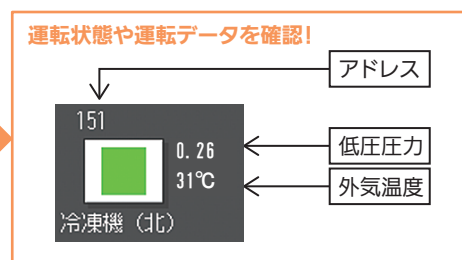 運転状態や運転データを確認!
アドレス
151
0.26
低圧圧力
31℃
外気温度
冷凍機（北）